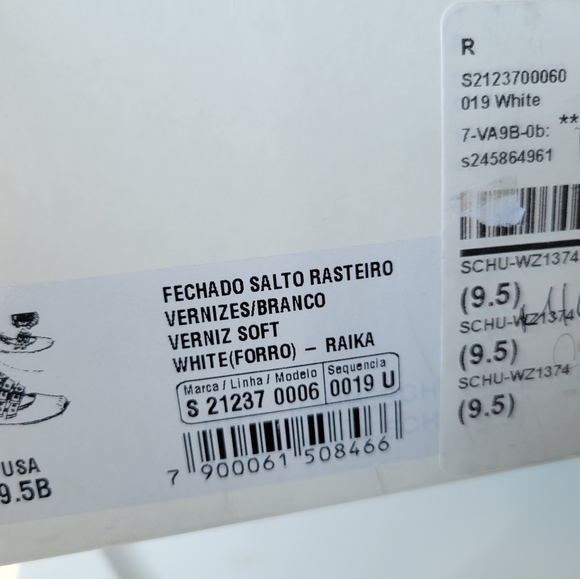 FECHADO SALTO RASTEIRO
VERNIZES/BRANCO
VERNIZ SOFT
WHITE(FORRO) – RAIKA
Marca / Linha / Modelo Sequencia
S 21237 0006 0019 U
7 900061 508466
USA
9.5B
R
S2123700060
019 White
7-VA9B-0b: **
s245864961
SCHU-WZ1374
(9.5)
SCHU-WZ1374
(9.5)
SCHU-WZ1374
(9.5)